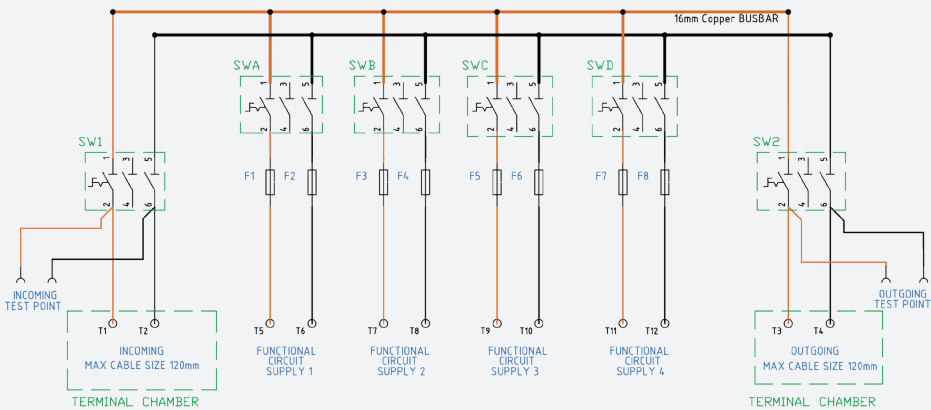 16mm Copper BUSBAR
SWA
SWB
SWC
SWD
1 3 5
1 3 5
1 3 5
1 3 5
2 4 6
2 4 6
2 4 6
2 4 6
SW1
SW2
1 3 5
1 3 5
F1
F2
F3
F4
F5
F6
F7
F8
2 4 6
2 4 6
INCOMING
TEST POINT
OUTGOING
TEST POINT
T1
T2
T5
T6
T7
T8
T9
T10
T11
T12
T3
T4
INCOMING
MAX CABLE SIZE 120mm
FUNCTIONAL
CIRCUIT
SUPPLY 1
FUNCTIONAL
CIRCUIT
SUPPLY 2
FUNCTIONAL
CIRCUIT
SUPPLY 3
FUNCTIONAL
CIRCUIT
SUPPLY 4
OUTGOING
MAX CABLE SIZE 120mm
TERMINAL CHAMBER
TERMINAL CHAMBER